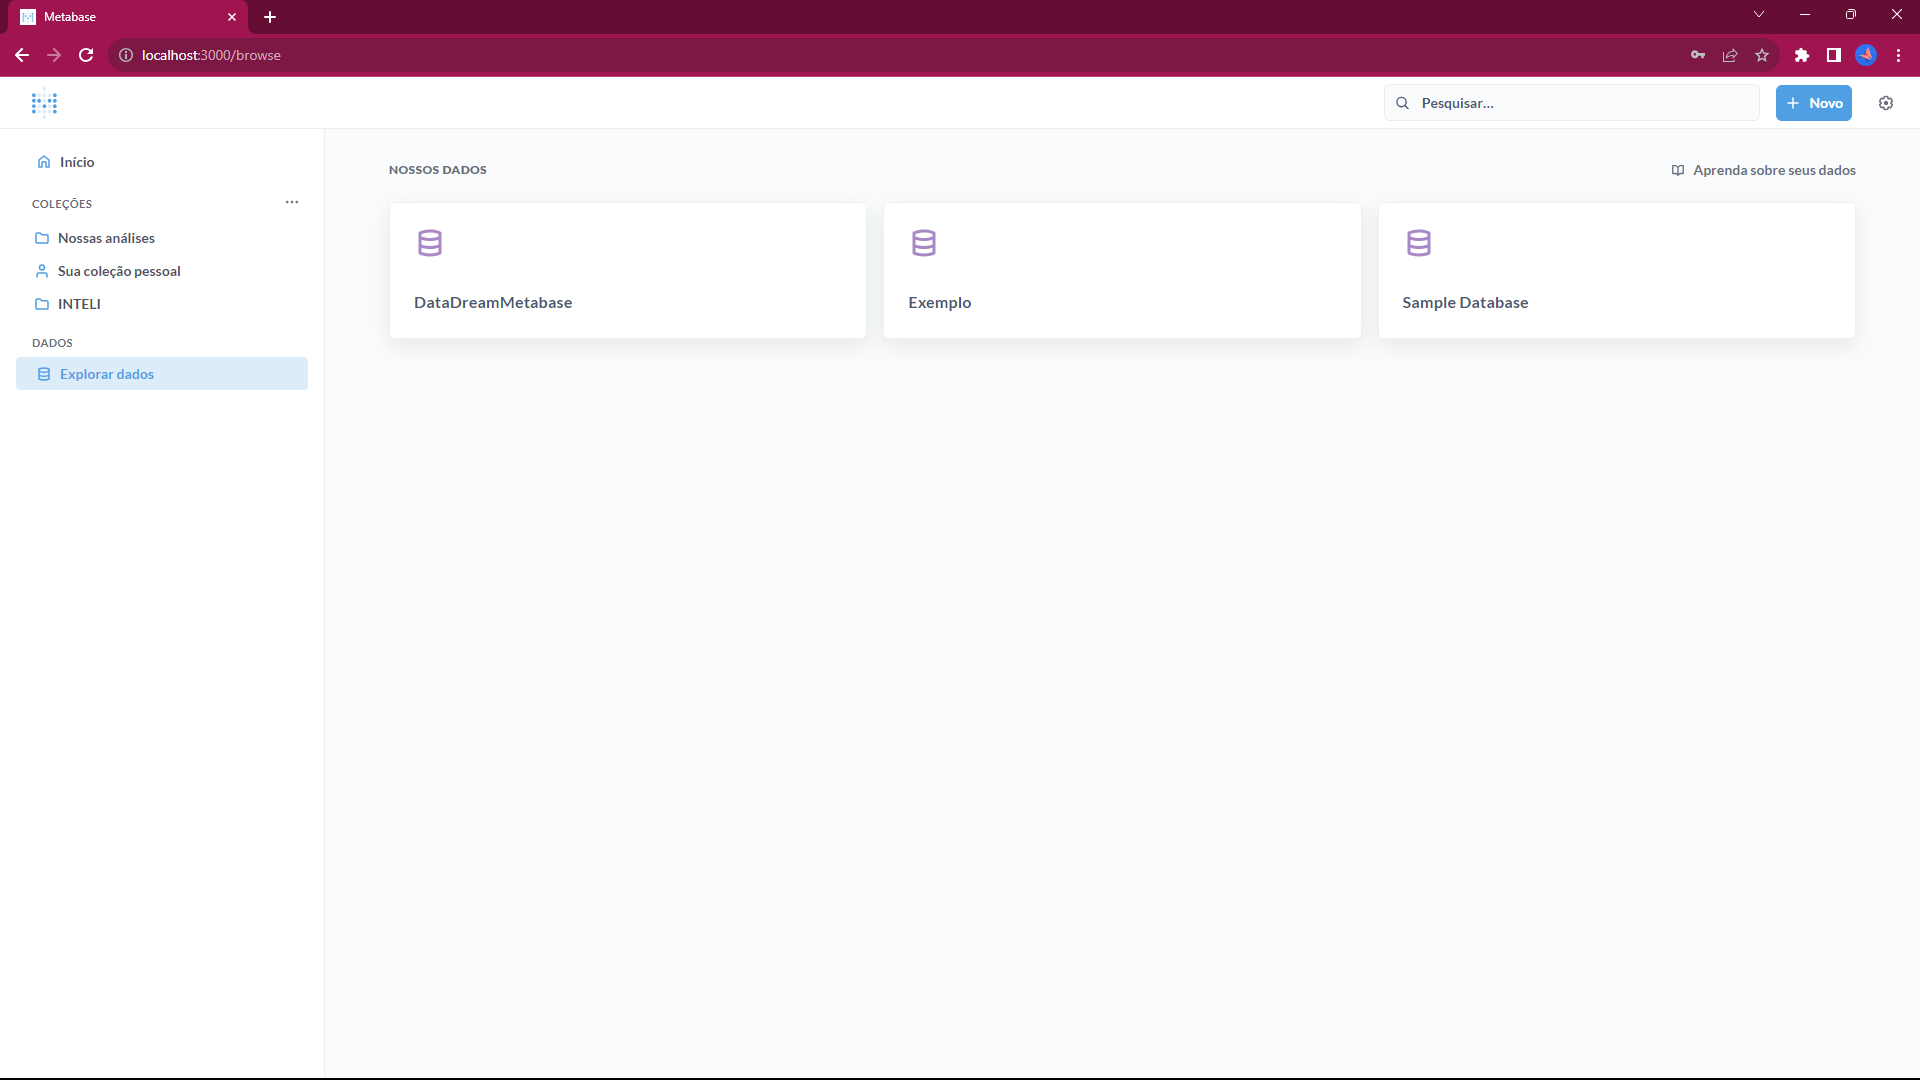 Metabase
localhost:3000/browse
Pesquisar...
+ Novo
Início
COLEÇÕES
Nossas análises
Sua coleção pessoal
INTELI
DADOS
Explorar dados
NOSSOS DADOS
Aprenda sobre seus dados
DataDreamMetabase
Exemplo
Sample Database